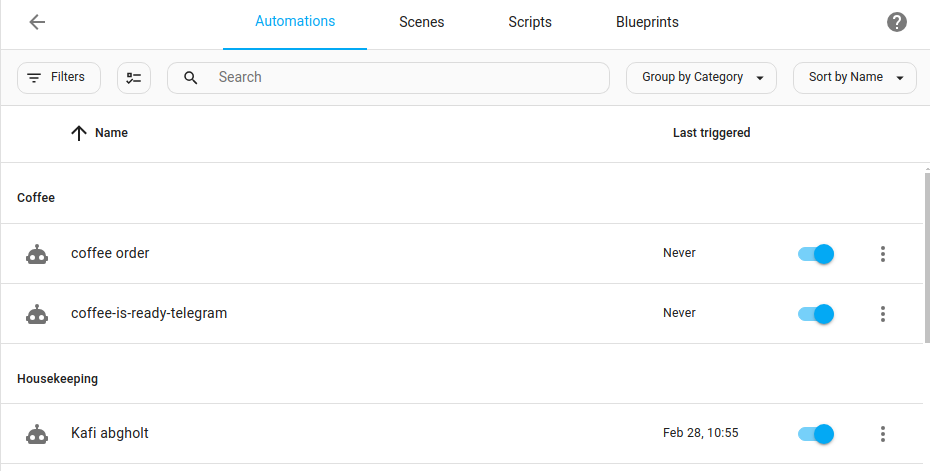 Automations Scenes Scripts Blueprints
Filters Search Group by Category Sort by Name
Name Last triggered
Coffee
coffee order Never
coffee-is-ready-telegram Never
Housekeeping
Kafi abgholt Feb 28, 10:55